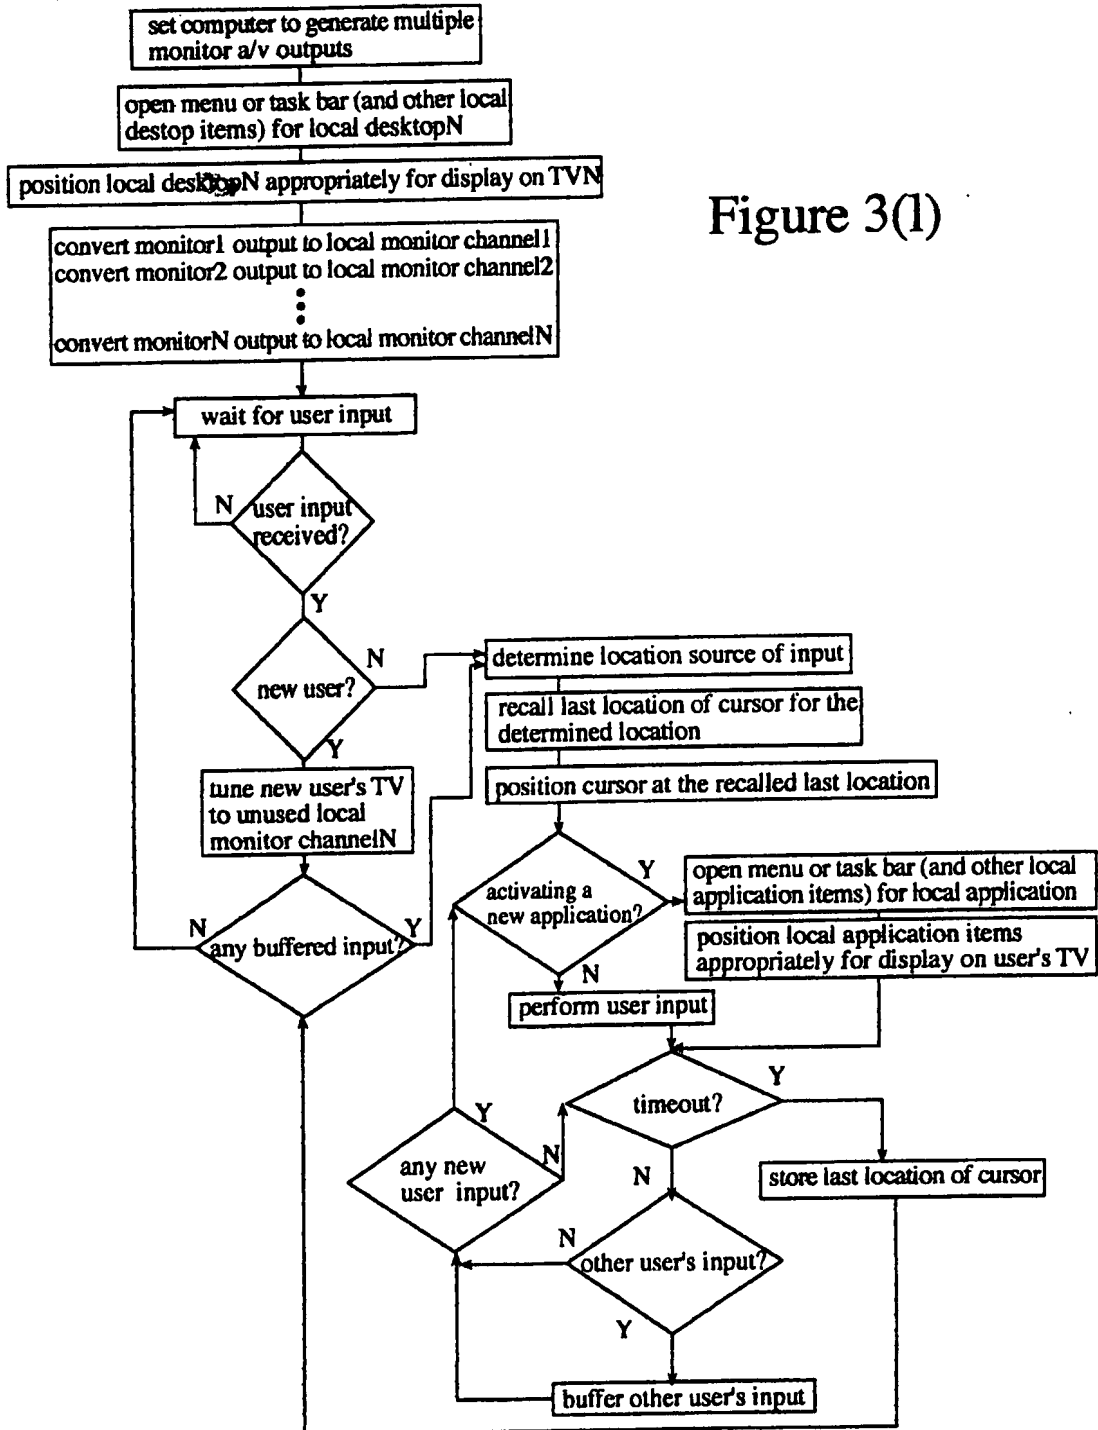 set computer to generate multiple
monitor a/v outputs
open menu or task bar (and other local
destop items) for local desktopN
position local desktopN appropriately for display on TVN
Figure 3(1)
convert monitor1 output to local monitor channel1
convert monitor2 output to local monitor channel2
convert monitorN output to local monitor channelN
wait for user input
N
user input
received?
Y
new user?
N
Y
determine location source of input
recall last location of cursor for the
determined location
position cursor at the recalled last location
tune new user's TV
to unused local
monitor channelN
N
any buffered input?
Y
activating a
new application?
Y
N
open menu or task bar (and other local
application items) for local application
position local application items
appropriately for display on user's TV
perform user input
timeout?
Y
N
any new
user input?
Y
N
store last location of cursor
other user's input?
N
Y
buffer other user's input